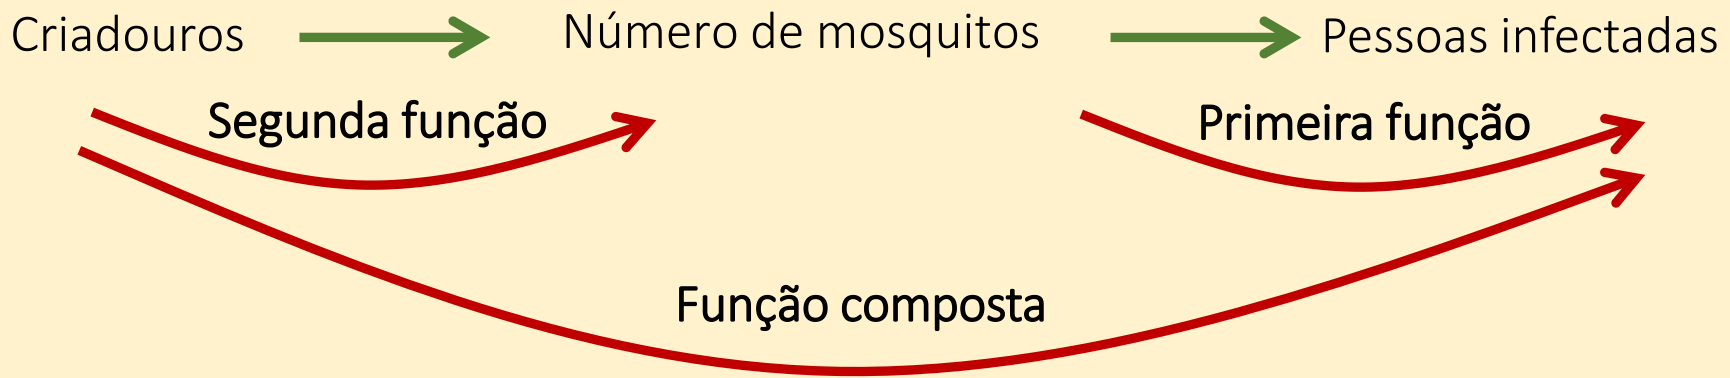 Criadouros Número de mosquitos Pessoas infectadas
Segunda função Primeira função
Função composta